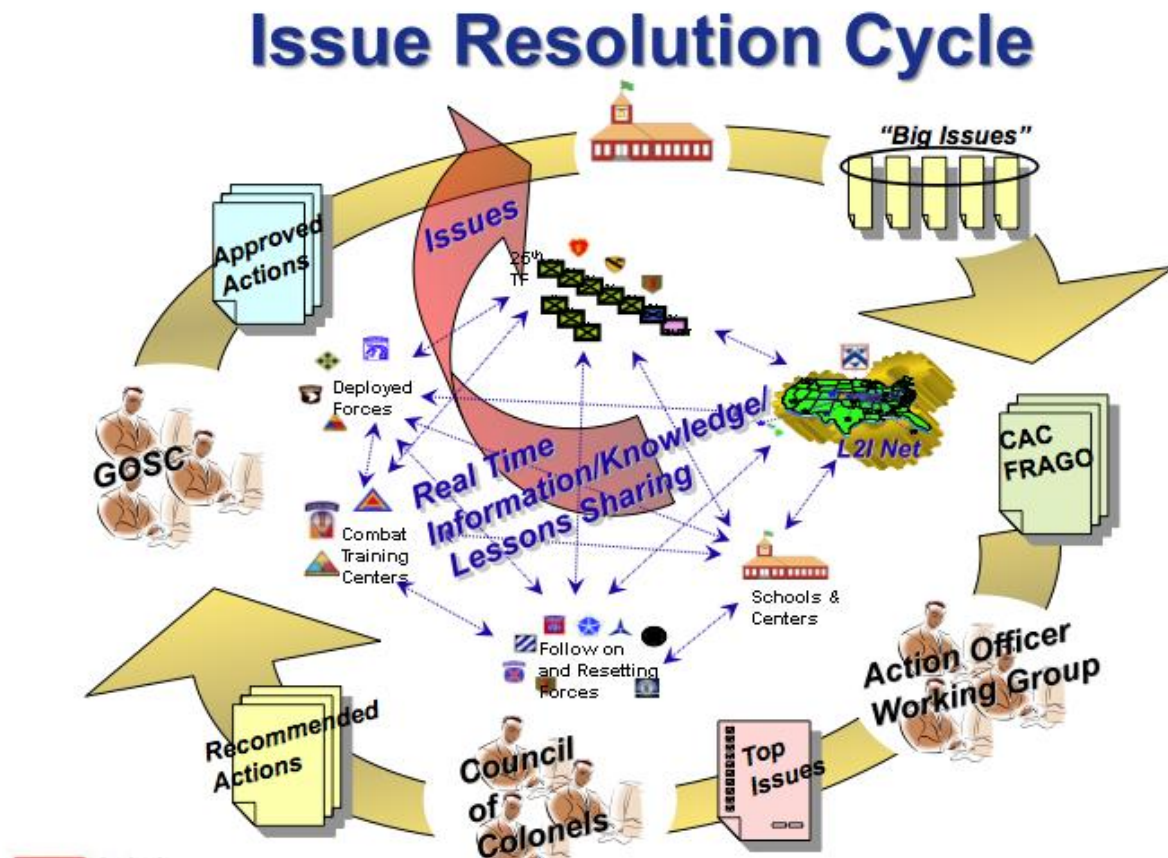 Issue Resolution Cycle
“Big Issues”
Approved
Actions
Issues
Deployed
Forces
GOSC
L2I Net
CAC
FRAGO
Real Time
Information/Knowledge/
Lessons Sharing
Combat
Training
Centers
Schools &
Centers
Follow on
and Resetting
Forces
Action Officer
Working Group
Recommended
Actions
Council
of
Colonels
Top
Issues